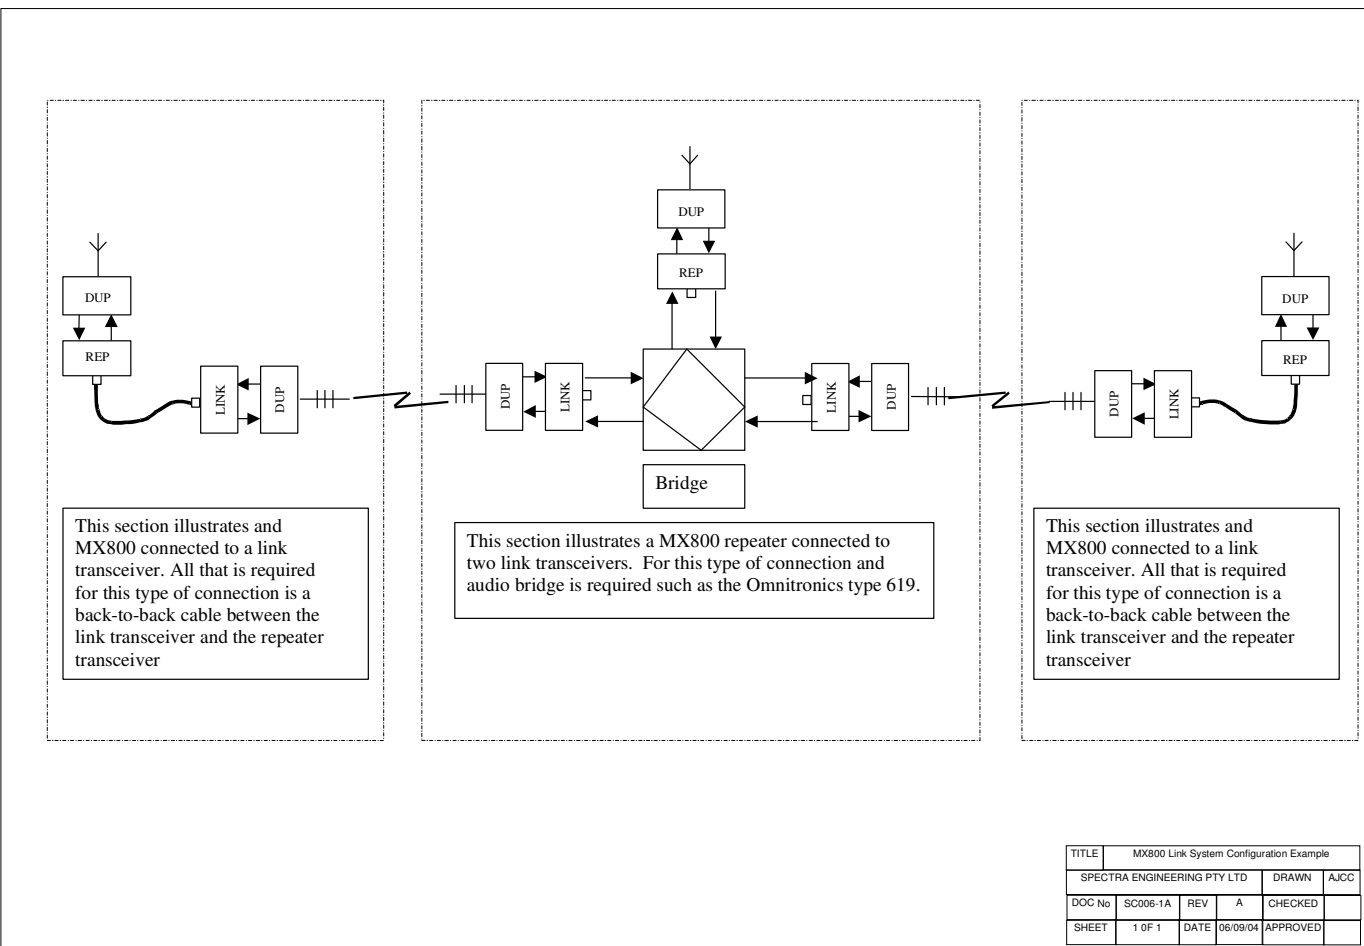 DUP
REP
DUP
REP
LINK
DUP
DUP
LINK
Bridge
LINK
DUP
DUP
LINK
DUP
REP
This section illustrates and
MX800 connected to a link
transceiver. All that is required
for this type of connection is a
back-to-back cable between the
link transceiver and the repeater
transceiver
This section illustrates a MX800 repeater connected to
two link transceivers.  For this type of connection and
audio bridge is required such as the Omnitronics type 619.
This section illustrates and
MX800 connected to a link
transceiver. All that is required
for this type of connection is a
back-to-back cable between the
link transceiver and the repeater
transceiver
TITLE MX800 Link System Configuration Example
SPECTRA ENGINEERING PTY LTD DRAWN AJCC
DOC No SC006-1A REV A CHECKED
SHEET 1 0F 1 DATE 06/09/04 APPROVED